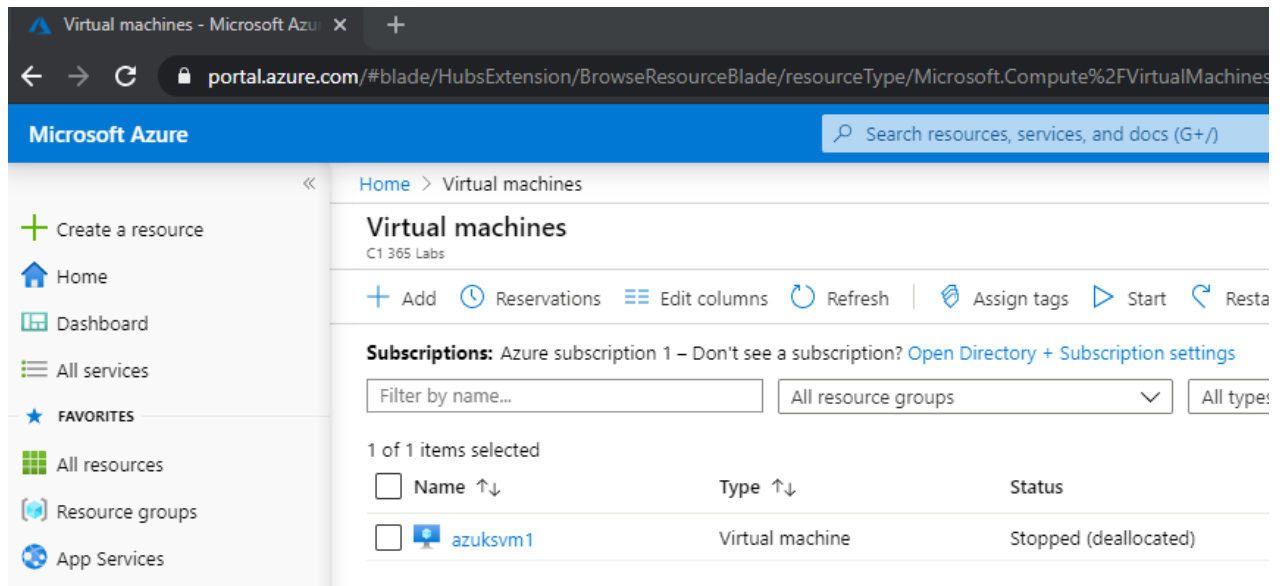 Virtual machines - Microsoft Azu
portal.azure.com/#blade/HubsExtension/BrowseResourceBlade/resourceType/Microsoft.Compute%2FVirtualMachines
Microsoft Azure
Search resources, services, and docs (G+/)
Create a resource
Home
Dashboard
All services
FAVORITES
All resources
Resource groups
App Services
Home > Virtual machines
Virtual machines
C1 365 Labs
Add Reservations Edit columns Refresh Assign tags Start Resta
Subscriptions: Azure subscription 1 – Don't see a subscription? Open Directory + Subscription settings
Filter by name... All resource groups All types
1 of 1 items selected
Name ↑↓ Type ↑↓ Status
azuksvm1 Virtual machine Stopped (deallocated)